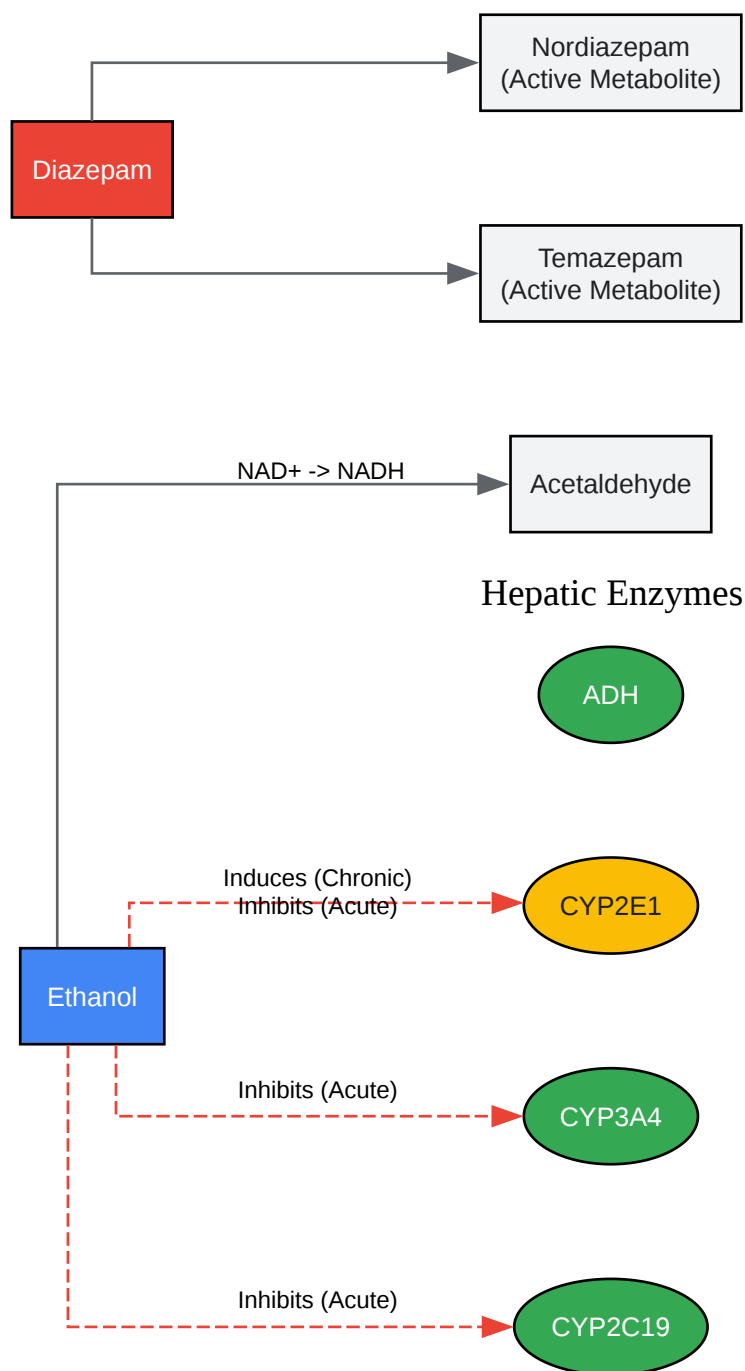 Nordiazepam
(Active Metabolite)
Diazepam
Temazepam
(Active Metabolite)
NAD+ -> NADH
Acetaldehyde
Hepatic Enzymes
ADH
Induces (Chronic)
Inhibits (Acute)
CYP2E1
Ethanol
Inhibits (Acute)
CYP3A4
Inhibits (Acute)
CYP2C19